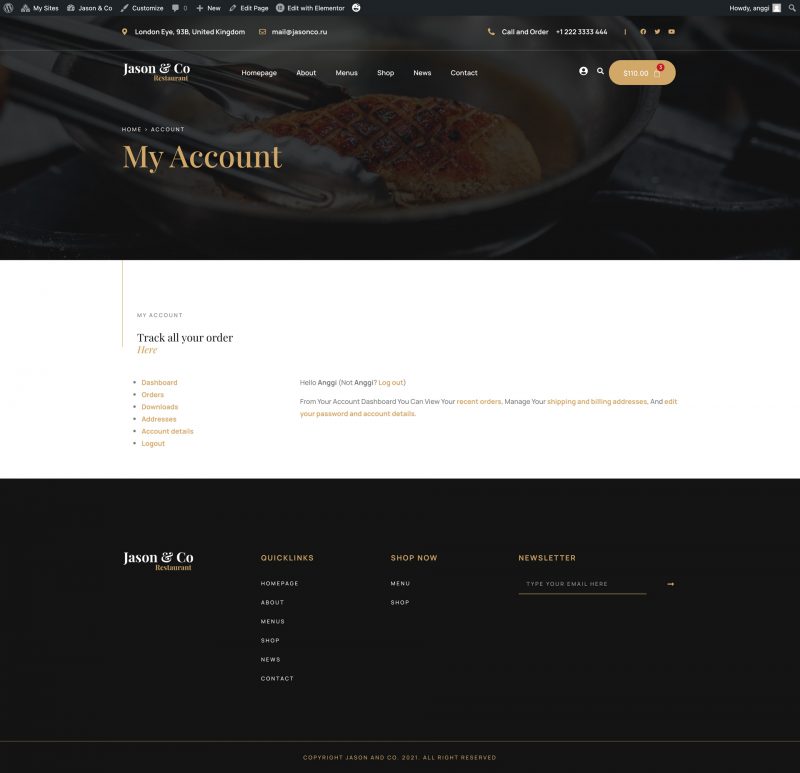 My Sites Jason & Co Customize 0 New Edit Page Edit with Elementor Howdy, anggi
London Eye, 93B, United Kingdom mail@jasonco.ru Call and Order +1 222 3333 444
Jason & Co
Restaurant
Homepage About Menus Shop News Contact $110.00 3
HOME > ACCOUNT
My Account
MY ACCOUNT
Track all your order
Here
Dashboard
Orders
Downloads
Addresses
Account details
Logout
Hello Anggi (Not Anggi? Log out)
From Your Account Dashboard You Can View Your recent orders, Manage Your shipping and billing addresses, And edit
your password and account details.
Jason & Co
Restaurant
QUICKLINKS
HOMEPAGE
ABOUT
MENUS
SHOP
NEWS
CONTACT
SHOP NOW
MENU
SHOP
NEWSLETTER
TYPE YOUR EMAIL HERE
COPYRIGHT JASON AND CO. 2021. ALL RIGHT RESERVED